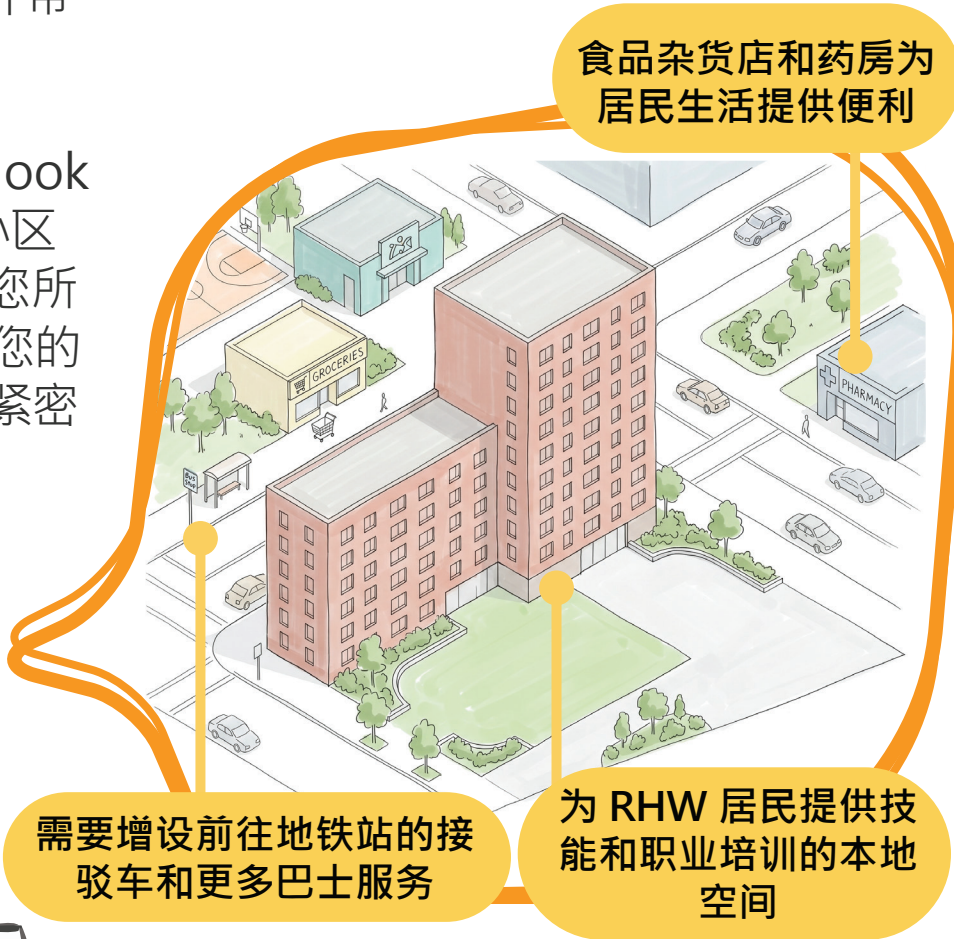 食品杂货店和药房为
居民生活提供便利
ook
小区
您所
您的
紧密
GROCERIES
PHARMACY
BUS
STOP
需要增设前往地铁站的接
驳车和更多巴士服务
为 RHW 居民提供技
能和职业培训的本地
空间